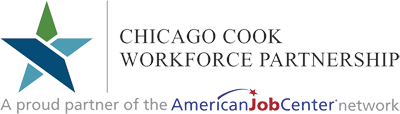 CHICAGO COOK
WORKFORCE PARTNERSHIP
A proud partner of the AmericanJobCenter® network